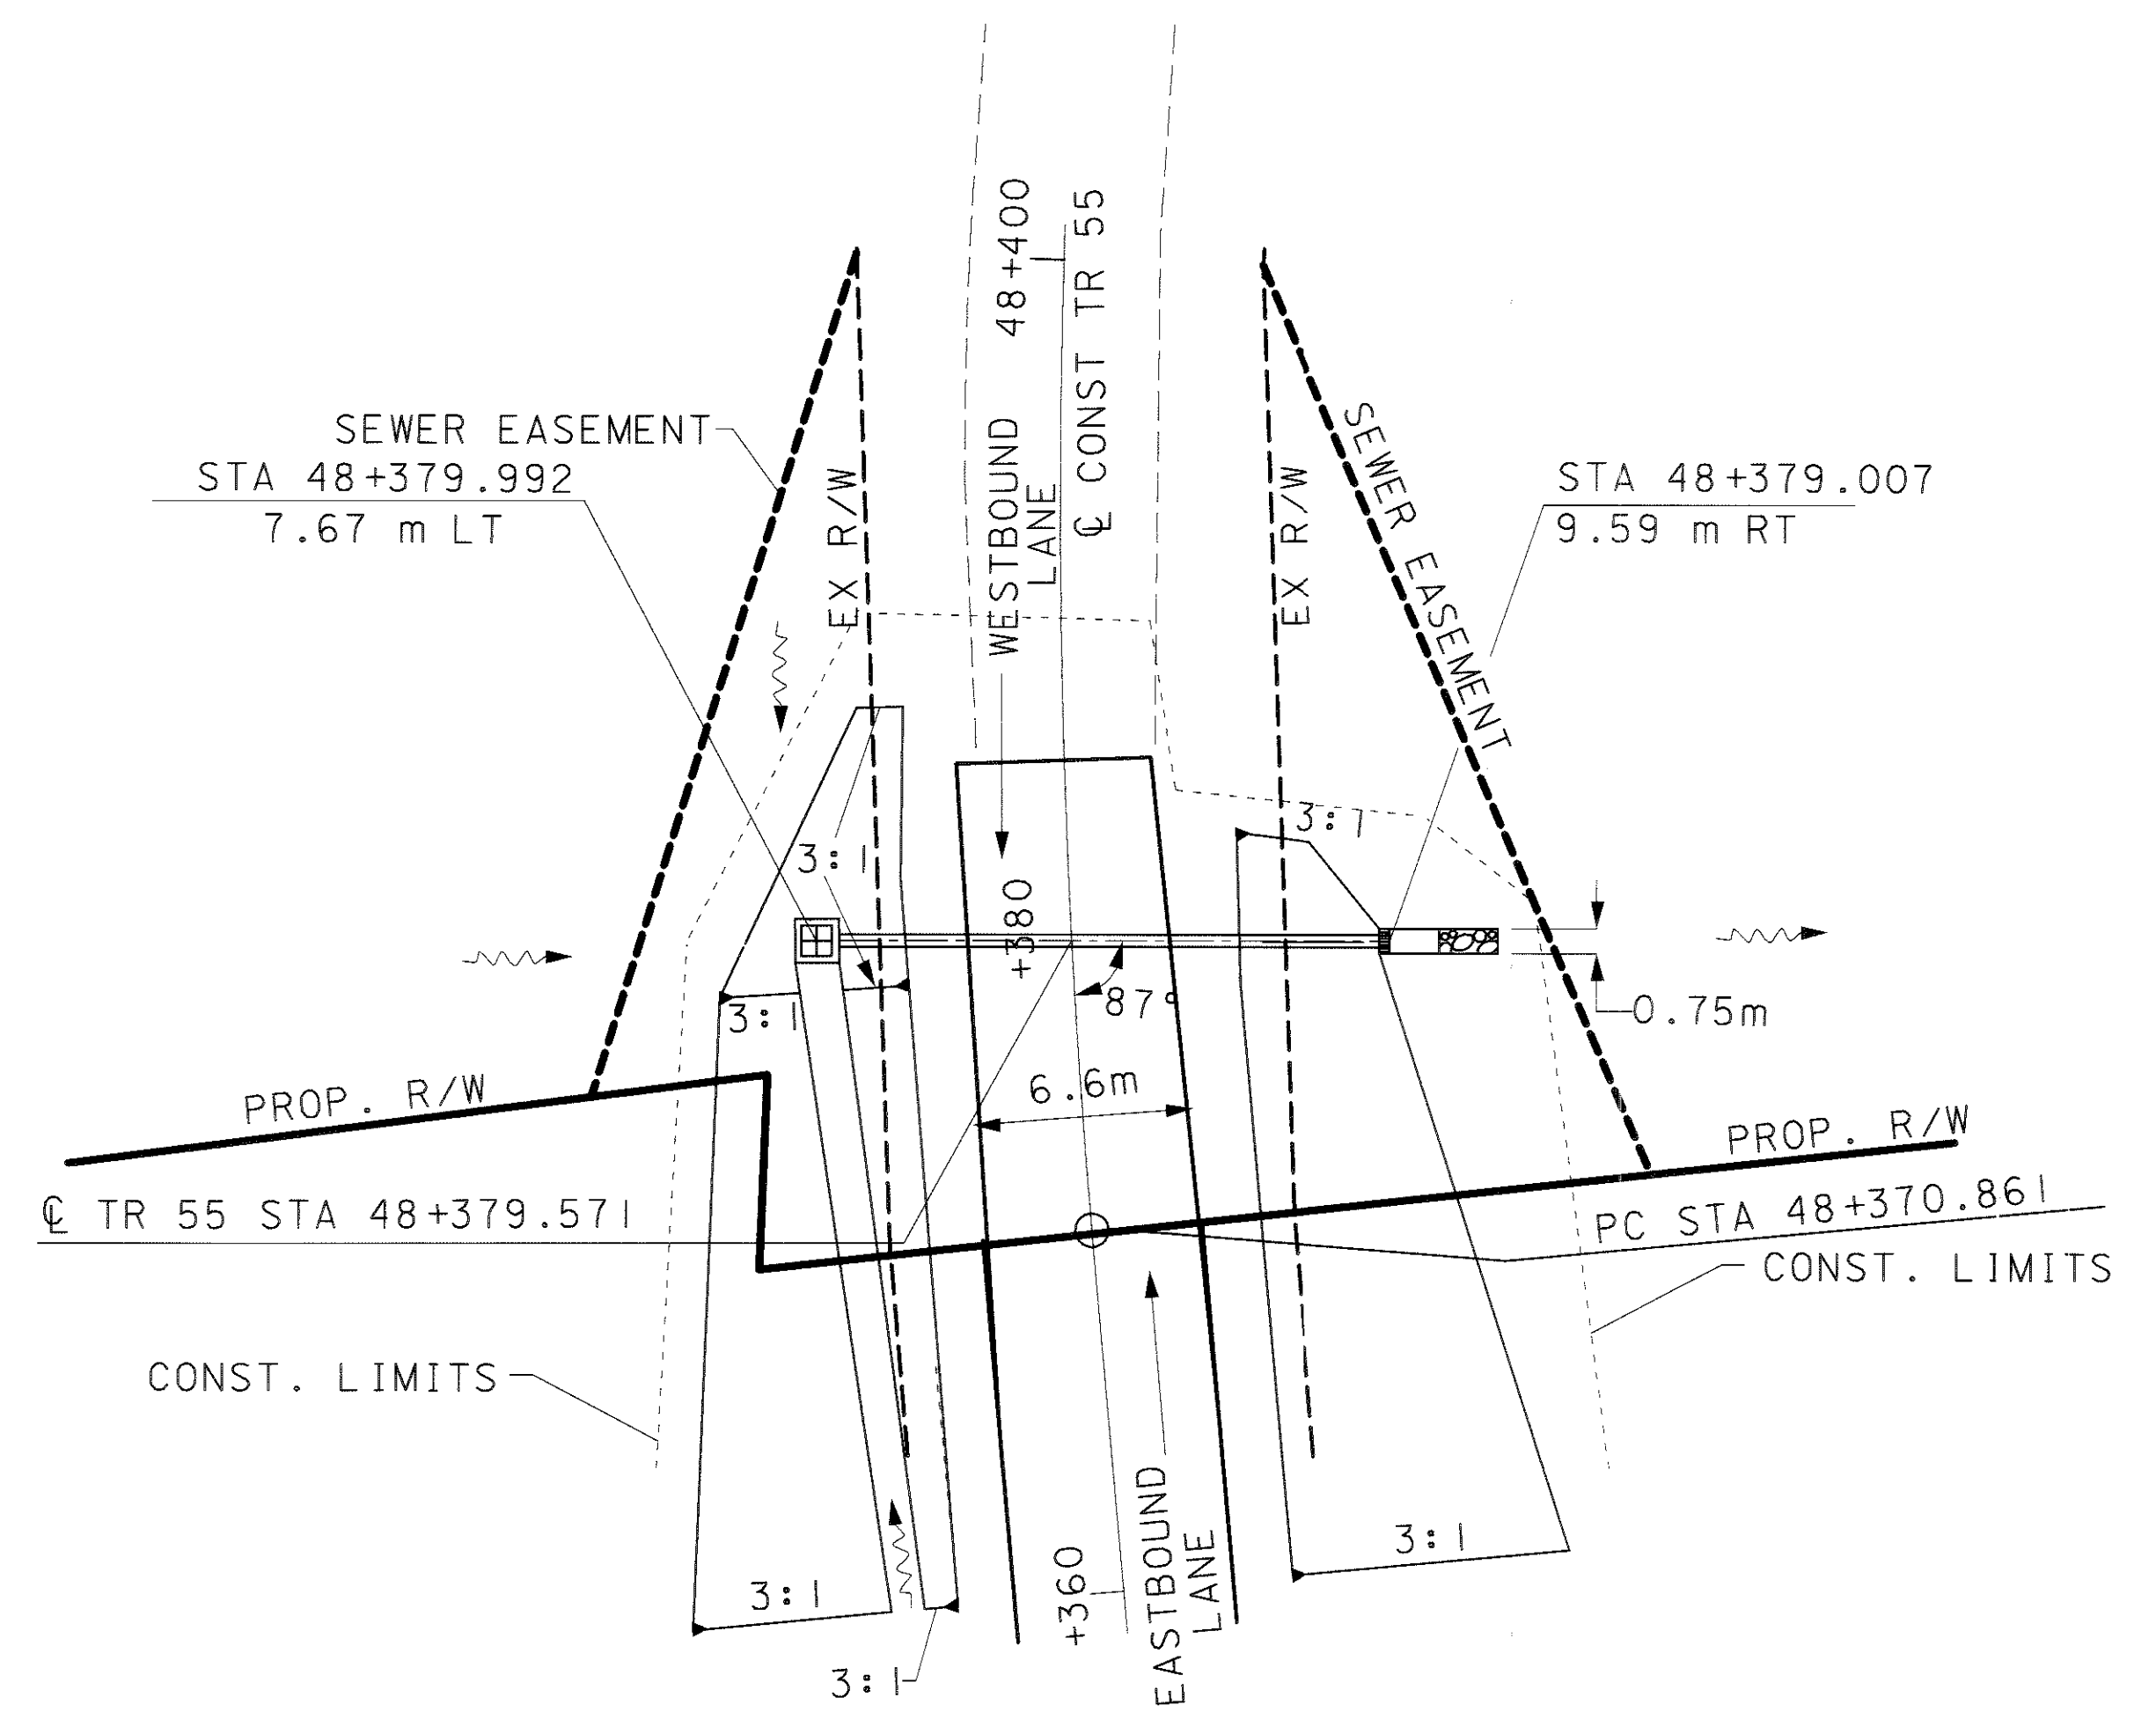 48+400
℄ CONST TR 55
SEWER EASEMENT
STA 48+379.992
7.67 m LT
EX R/W
WESTBOUND
LANE
EX R/W
SEWER EASEMENT
STA 48+379.007
9.59 m RT
3:1
3:1
+380
87°
3:1
0.75m
6.6m
PROP. R/W
PROP. R/W
℄ TR 55 STA 48+379.571
PC STA 48+370.861
CONST. LIMITS
CONST. LIMITS
+360
EASTBOUND
LANE
3:1
3:1
3:1